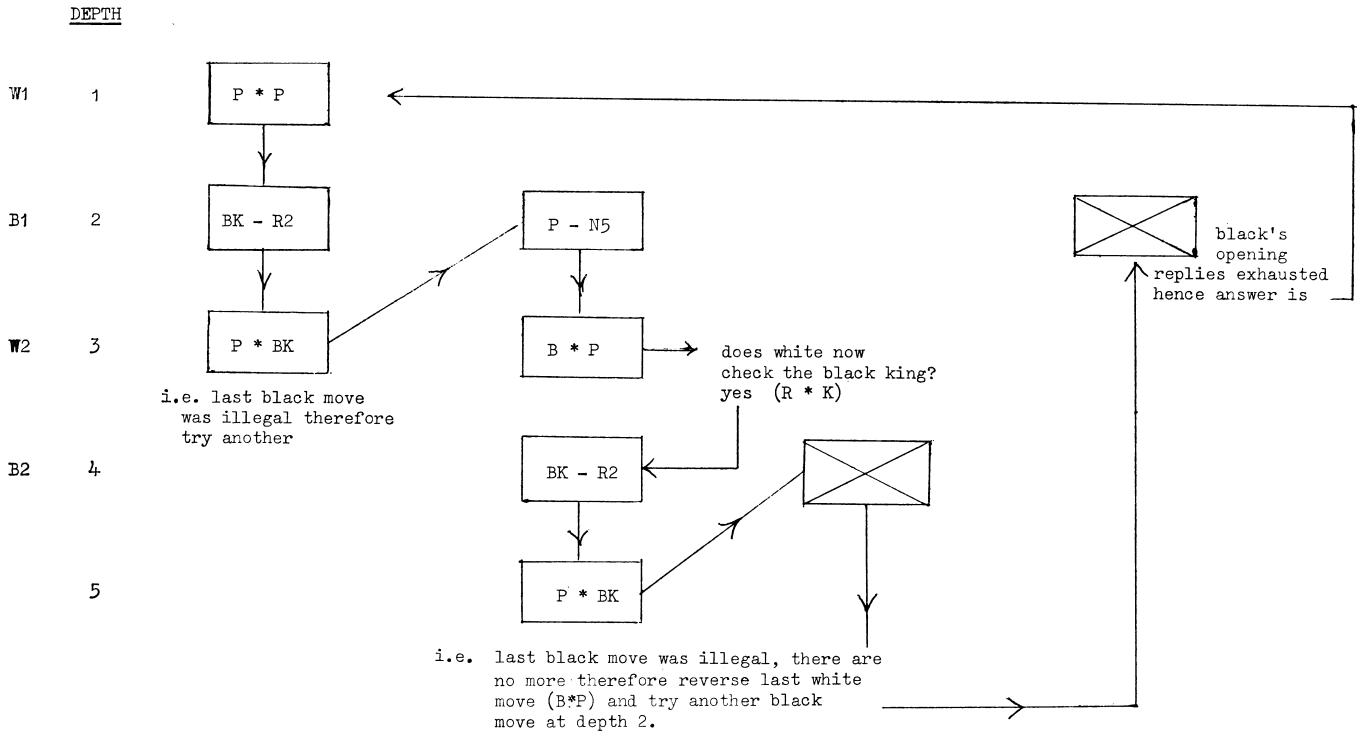 DEPTH
W1 1 P * P
B1 2 BK - R2 P - N5
black's
opening
replies exhausted
hence answer is
W2 3 P * BK B * P
does white now
check the black king?
yes (R * K)
i.e. last black move
was illegal therefore
try another
B2 4 BK - R2
5 P * BK
i.e. last black move was illegal, there are
no more therefore reverse last white
move (B*P) and try another black
move at depth 2.